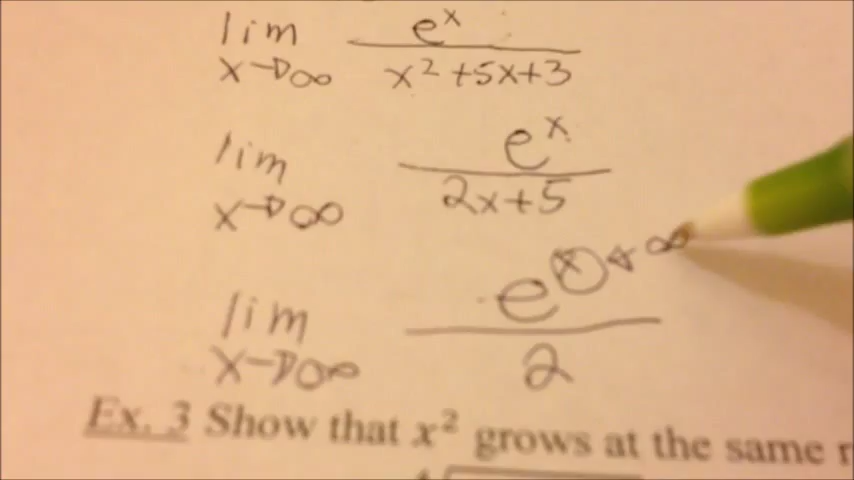 lim x→∞ e^x / x² + 5x + 3
lim x→∞ e^x / 2x + 5
lim x→∞ e^x ← ∞ / 2
Ex. 3 Show that x² grows at the same r